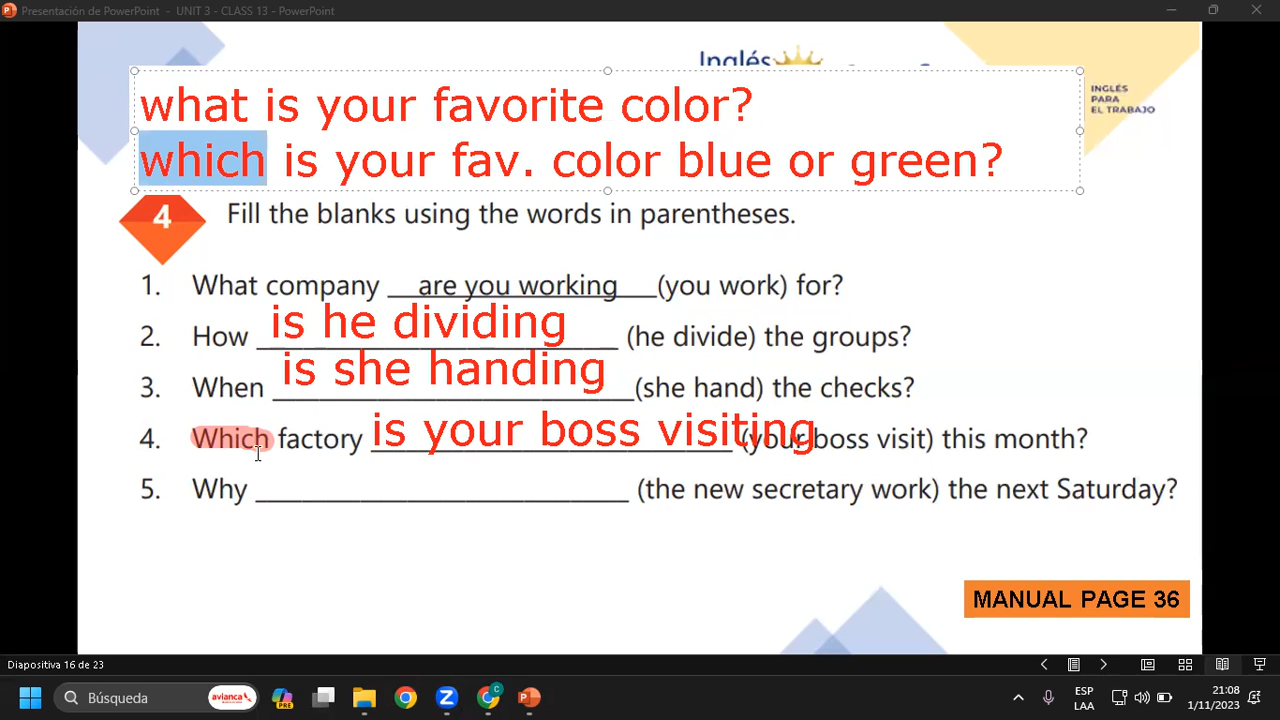 Presentación de PowerPoint - UNIT 3 - CLASS 13 - PowerPoint
Inglés
INGLÉS
PARA
EL TRABAJO
what is your favorite color?
which is your fav. color blue or green?
4 Fill the blanks using the words in parentheses.
1. What company are you working (you work) for?
2. How is he dividing (he divide) the groups?
3. When is she handing (she hand) the checks?
4. Which factory is your boss visiting (your boss visit) this month?
5. Why (the new secretary work) the next Saturday?
MANUAL PAGE 36
Diapositiva 16 de 23
Búsqueda
avianca
PRE
ESP
LAA
21:08
1/11/2023